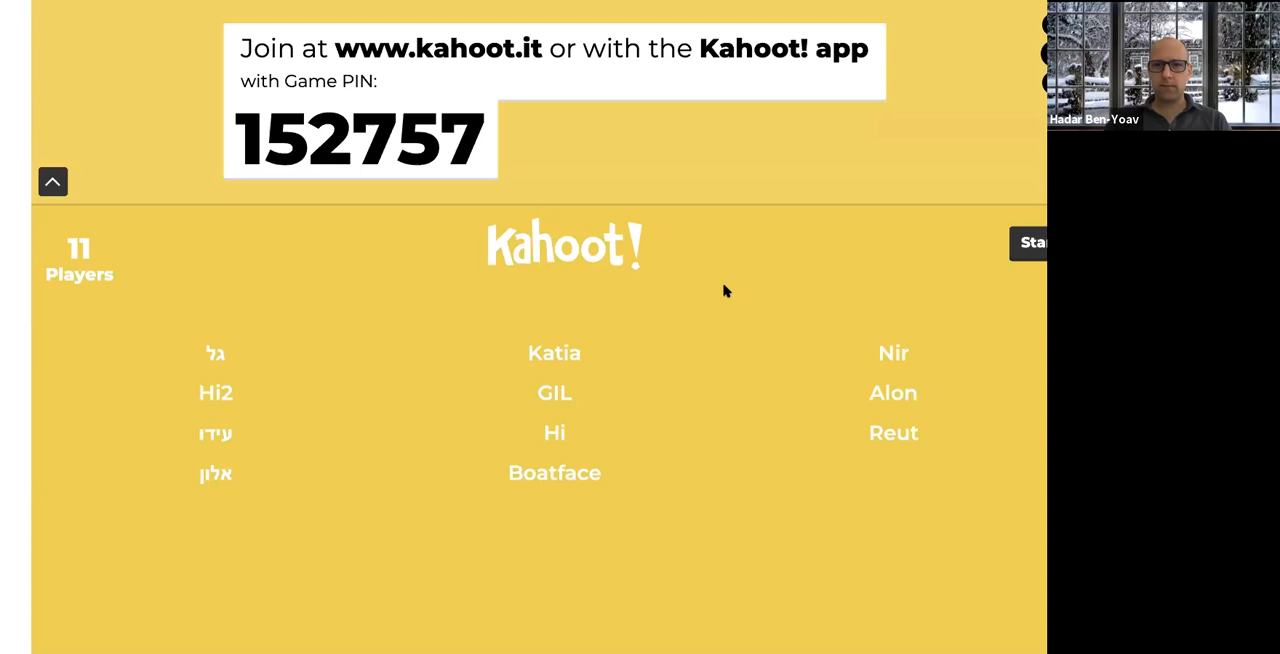 Join at www.kahoot.it or with the Kahoot! app
with Game PIN:
152757
Hadar Ben-Yoav
11
Players
Kahoot!
גל
Katia
Nir
Hi2
GIL
Alon
עידו
Hi
Reut
אלון
Boatface